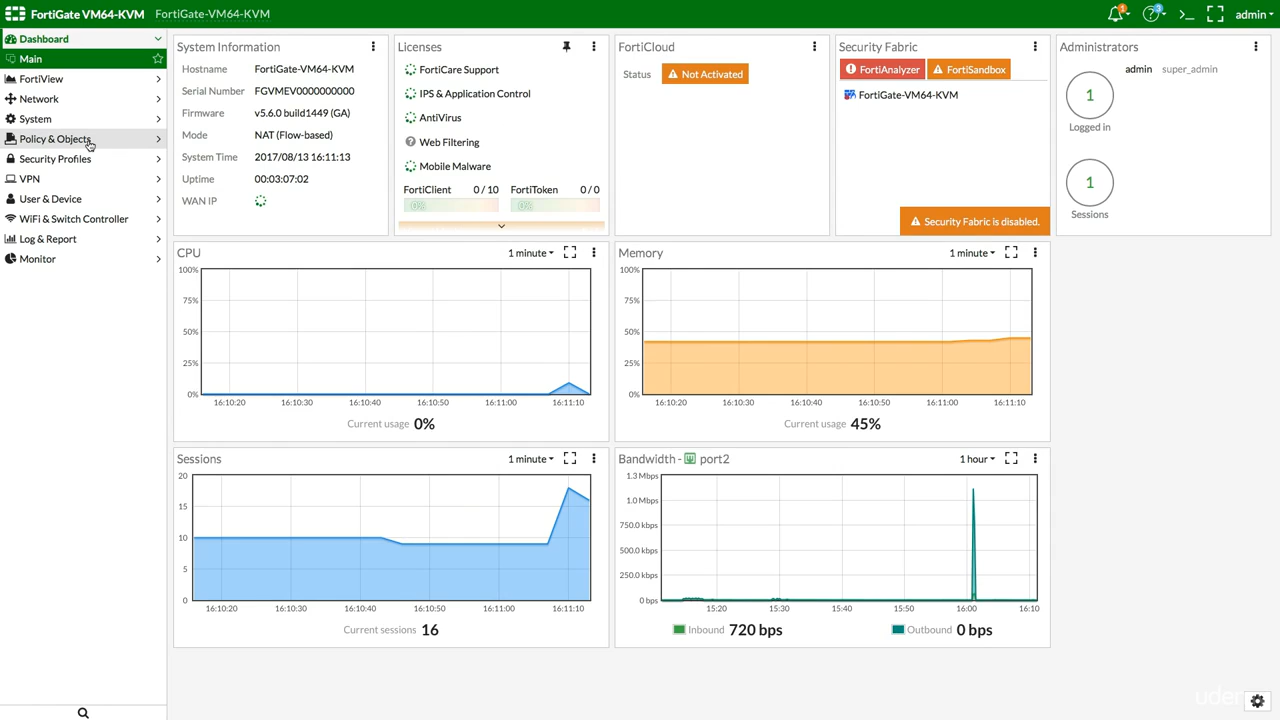 FortiGate VM64-KVM
FortiGate-VM64-KVM
1
3
admin
Dashboard
Main
FortiView
Network
System
Policy & Objects
Security Profiles
VPN
User & Device
WiFi & Switch Controller
Log & Report
Monitor
System Information
Hostname FortiGate-VM64-KVM
Serial Number FGVMEV0000000000
Firmware v5.6.0 build1449 (GA)
Mode NAT (Flow-based)
System Time 2017/08/13 16:11:13
Uptime 00:03:07:02
WAN IP
Licenses
FortiCare Support
IPS & Application Control
AntiVirus
Web Filtering
Mobile Malware
FortiClient 0 / 10 FortiToken 0 / 0
0% 0%
FortiCloud
Status Not Activated
Security Fabric
FortiAnalyzer FortiSandbox
FortiGate-VM64-KVM
Security Fabric is disabled.
Administrators
1
Logged in
admin super_admin
1
Sessions
CPU 1 minute
100%
75%
50%
25%
0%
16:10:20 16:10:30 16:10:40 16:10:50 16:11:00 16:11:10
Current usage 0%
Memory 1 minute
100%
75%
50%
25%
0%
16:10:20 16:10:30 16:10:40 16:10:50 16:11:00 16:11:10
Current usage 45%
Sessions 1 minute
20
15
10
5
0
16:10:20 16:10:30 16:10:40 16:10:50 16:11:00 16:11:10
Current sessions 16
Bandwidth - port2 1 hour
1.3 Mbps
1.0 Mbps
750.0 kbps
500.0 kbps
250.0 kbps
0 bps
15:20 15:30 15:40 15:50 16:00 16:10
Inbound 720 bps Outbound 0 bps